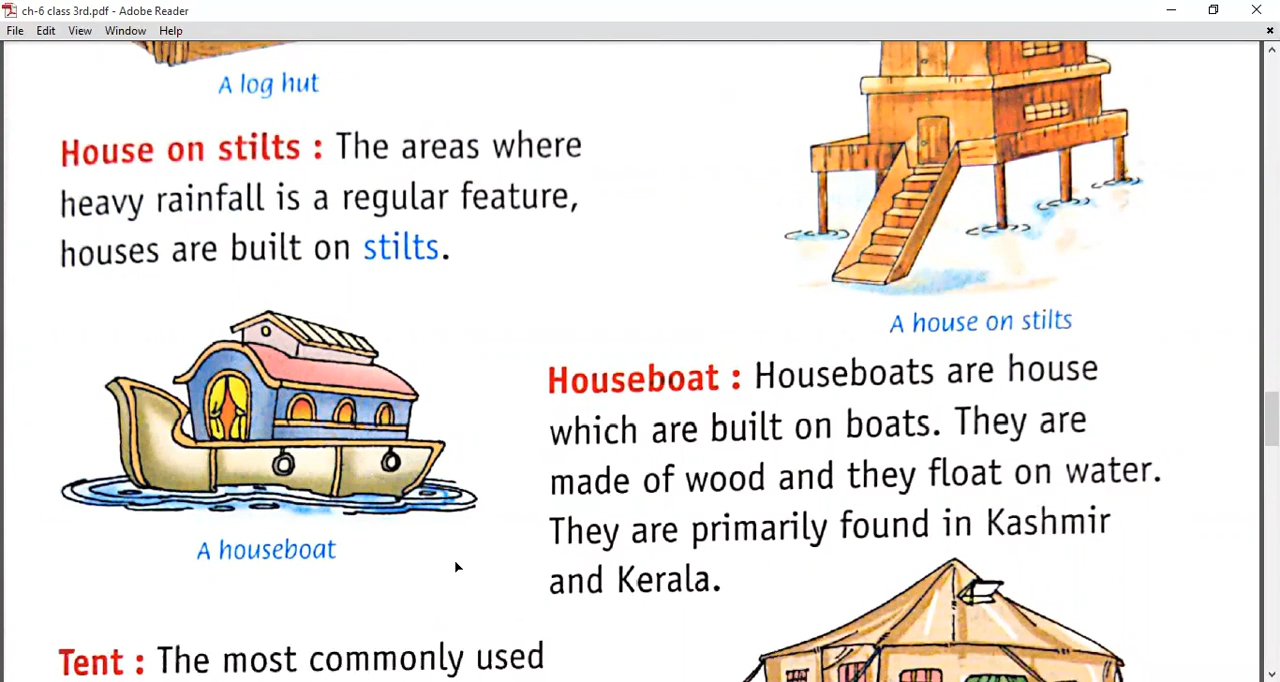 ch-6 class 3rd.pdf - Adobe Reader
File Edit View Window Help
A log hut
House on stilts : The areas where
heavy rainfall is a regular feature,
houses are built on stilts.
A house on stilts
Houseboat : Houseboats are house
which are built on boats. They are
made of wood and they float on water.
They are primarily found in Kashmir
and Kerala.
A houseboat
Tent : The most commonly used